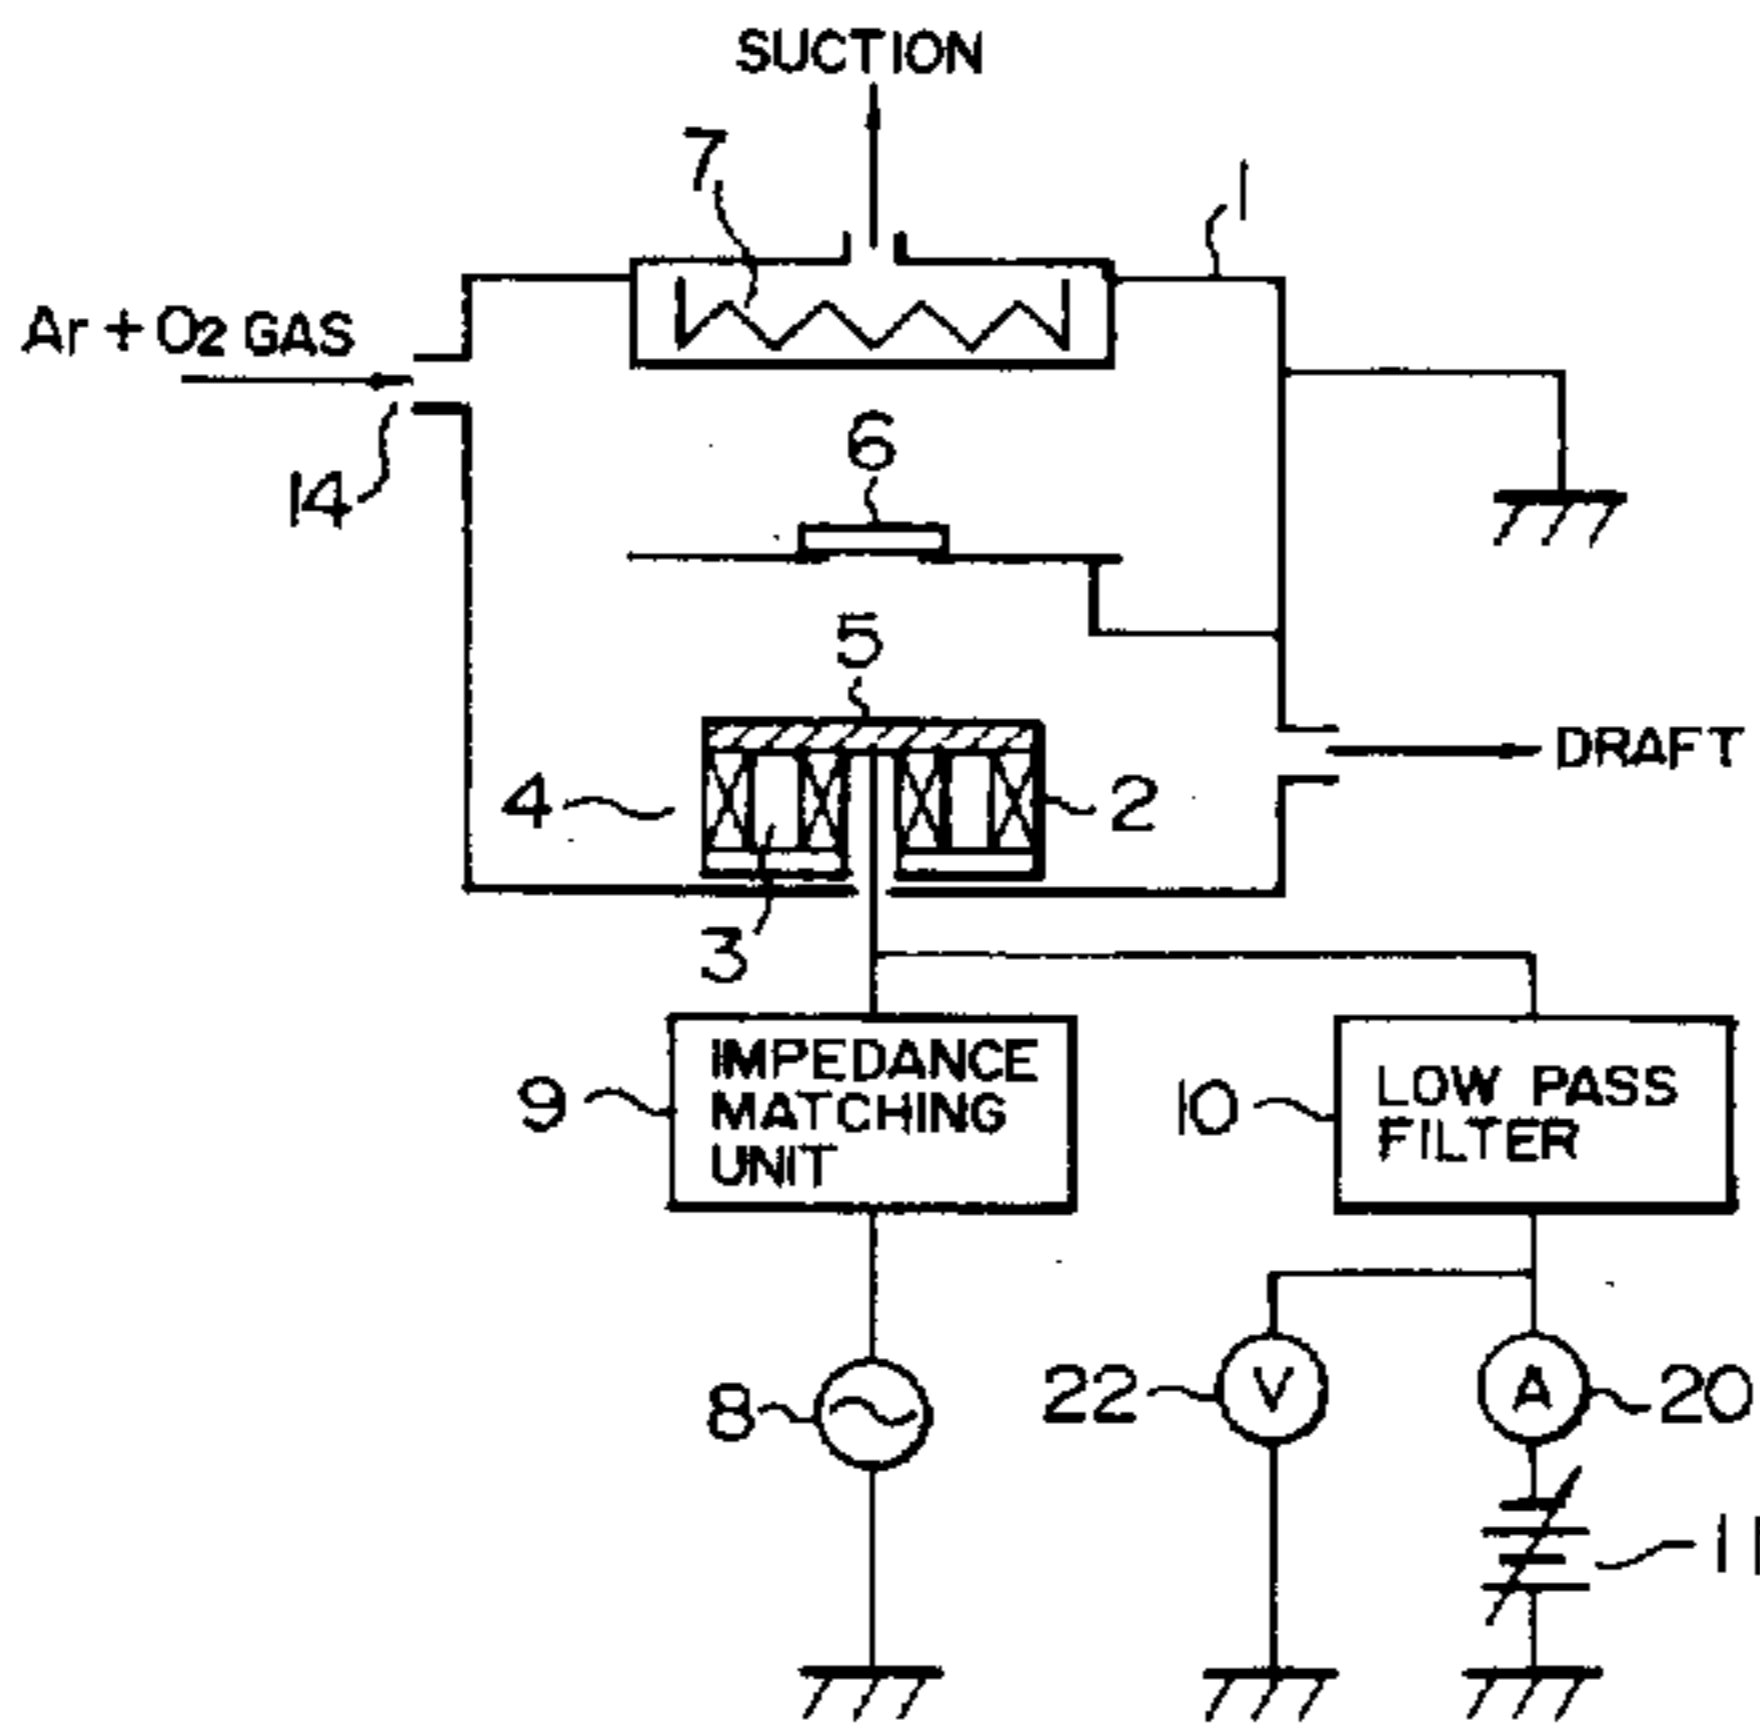 SUCTION
7
1
Ar + O2 GAS
14
6
5
DRAFT
4
2
3
IMPEDANCE
MATCHING
UNIT
9
10
LOW PASS
FILTER
8
22
V
A
20
11